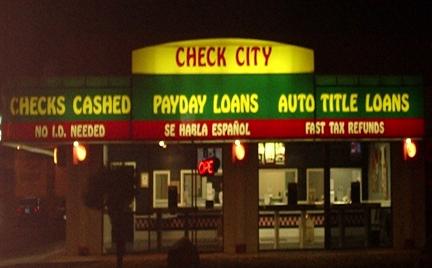 CHECK CITY
CHECKS CASHED PAYDAY LOANS AUTO TITLE LOANS
NO I.D. NEEDED SE HABLA ESPAÑOL FAST TAX REFUNDS